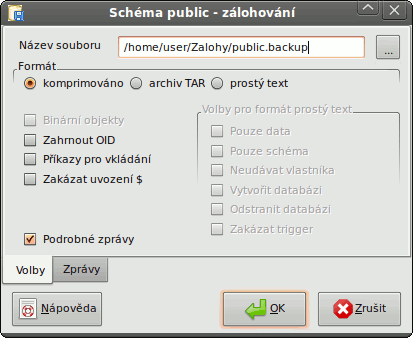 Schéma public - zálohování
Název souboru /home/user/Zalohy/public.backup ...
Formát
komprimováno archiv TAR prostý text
Binární objekty
Zahrnout OID
Příkazy pro vkládání
Zakázat uvození $
Volby pro formát prostý text
Pouze data
Pouze schéma
Neudávat vlastníka
Vytvořit databázi
Odstranit databázi
Zakázat trigger
Podrobné zprávy
Volby Zprávy
Nápověda OK Zrušit